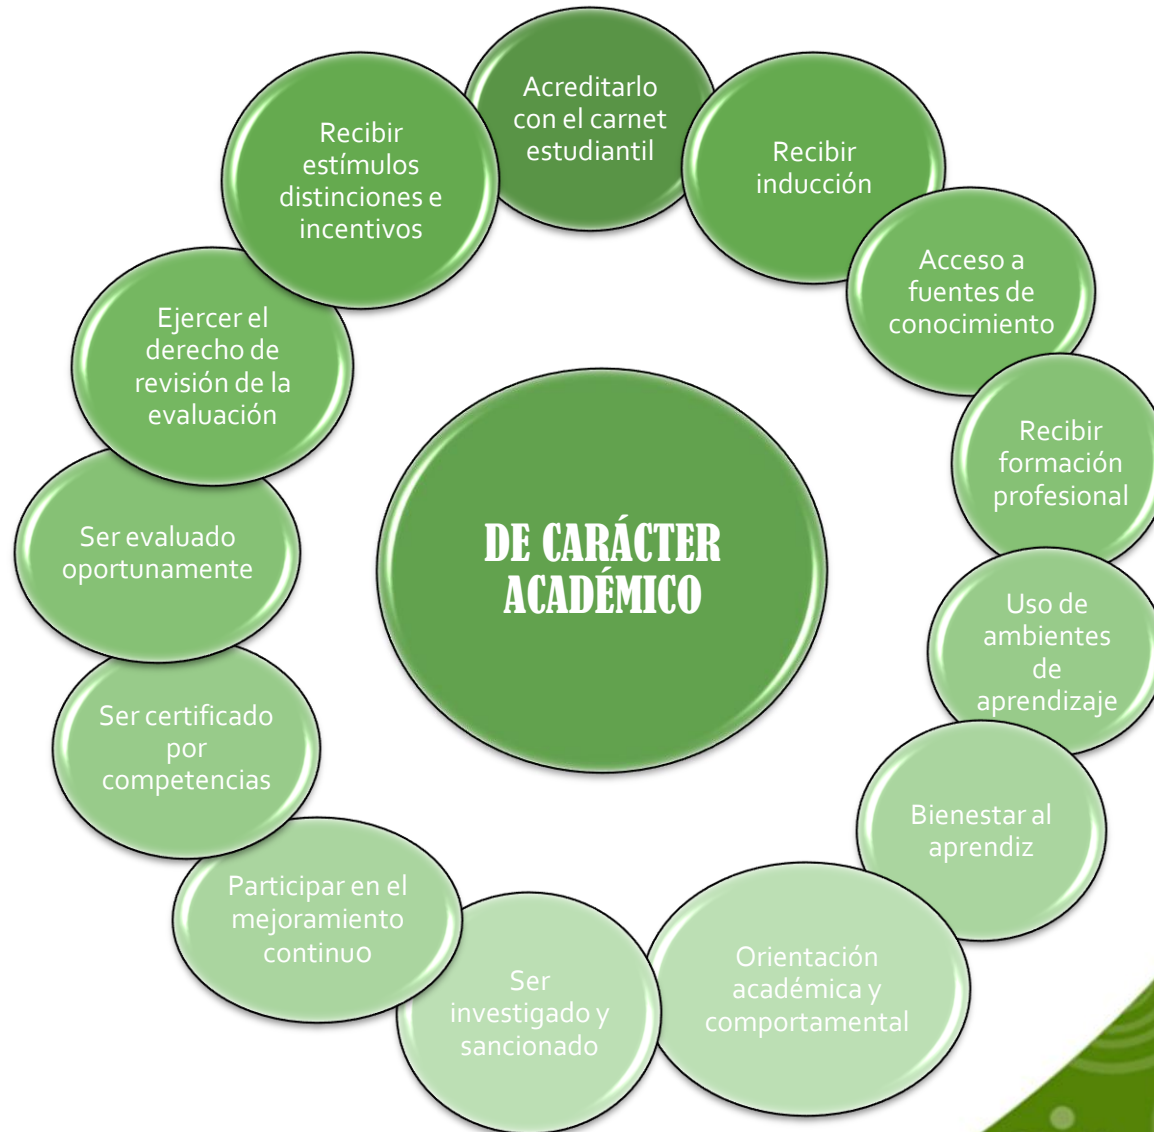 Acreditarlo
con el carnet
estudiantil
Recibir
inducción
Acceso a
fuentes de
conocimiento
Recibir
formación
profesional
Uso de
ambientes
de
aprendizaje
Bienestar al
aprendiz
Orientación
académica y
comportamental
Ser
investigado y
sancionado
Participar en el
mejoramiento
continuo
Ser certificado
por
competencias
Ser evaluado
oportunamente
Ejercer el
derecho de
revisión de la
evaluación
Recibir
estímulos
distinciones e
incentivos
DE CARÁCTER
ACADÉMICO